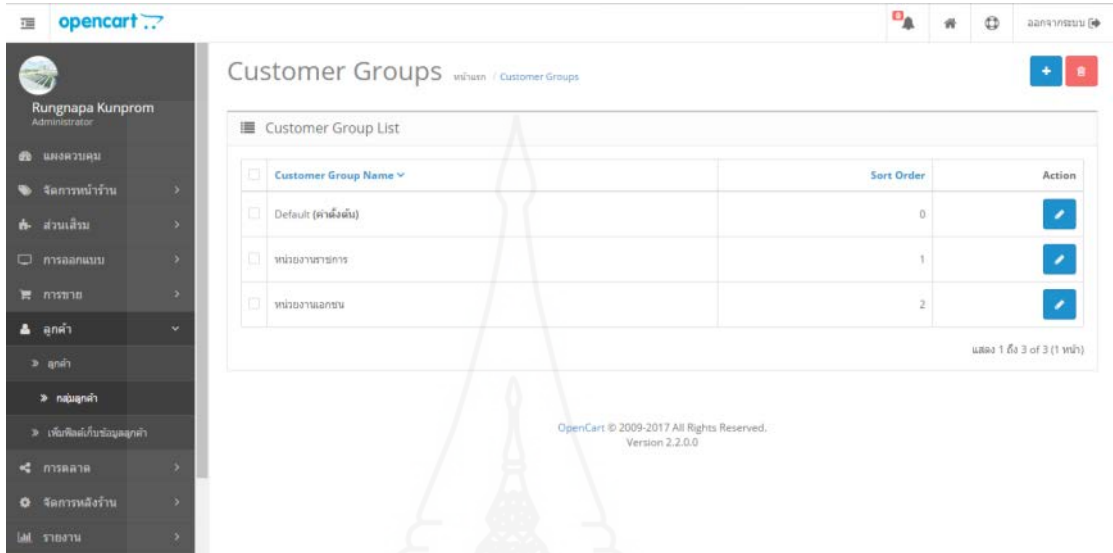 opencart
8
ออกจากระบบ
Rungnapa Kunprom
Administrator
แผงควบคุม
จัดการหน้าร้าน
ส่วนเสริม
การออกแบบ
การขาย
ลูกค้า
ลูกค้า
กลุ่มลูกค้า
เพิ่มฟิลด์เก็บข้อมูลลูกค้า
การตลาด
จัดการหลังร้าน
รายงาน
Customer Groups หน้าแรก / Customer Groups
Customer Group List
Customer Group Name Sort Order Action
Default (ค่าตั้งต้น) 0
หน่วยงานราชการ 1
หน่วยงานเอกชน 2
แสดง 1 ถึง 3 of 3 (1 หน้า)
OpenCart © 2009-2017 All Rights Reserved.
Version 2.2.0.0